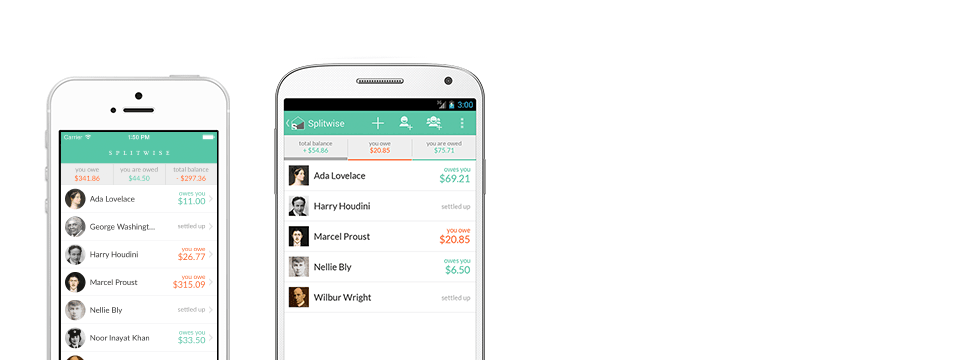 Carrier 1:50 PM
SPLITWISE
you owe you are owed total balance
$341.86 $44.50 - $297.36
Ada Lovelace owes you $11.00
George Washingt... settled up
Harry Houdini you owe $26.77
Marcel Proust you owe $315.09
Nellie Bly settled up
Noor Inayat Khan owes you $33.50
3:00
Splitwise
total balance you owe you are owed
+ $54.86 $20.85 $75.71
Ada Lovelace owes you $69.21
Harry Houdini settled up
Marcel Proust you owe $20.85
Nellie Bly owes you $6.50
Wilbur Wright settled up